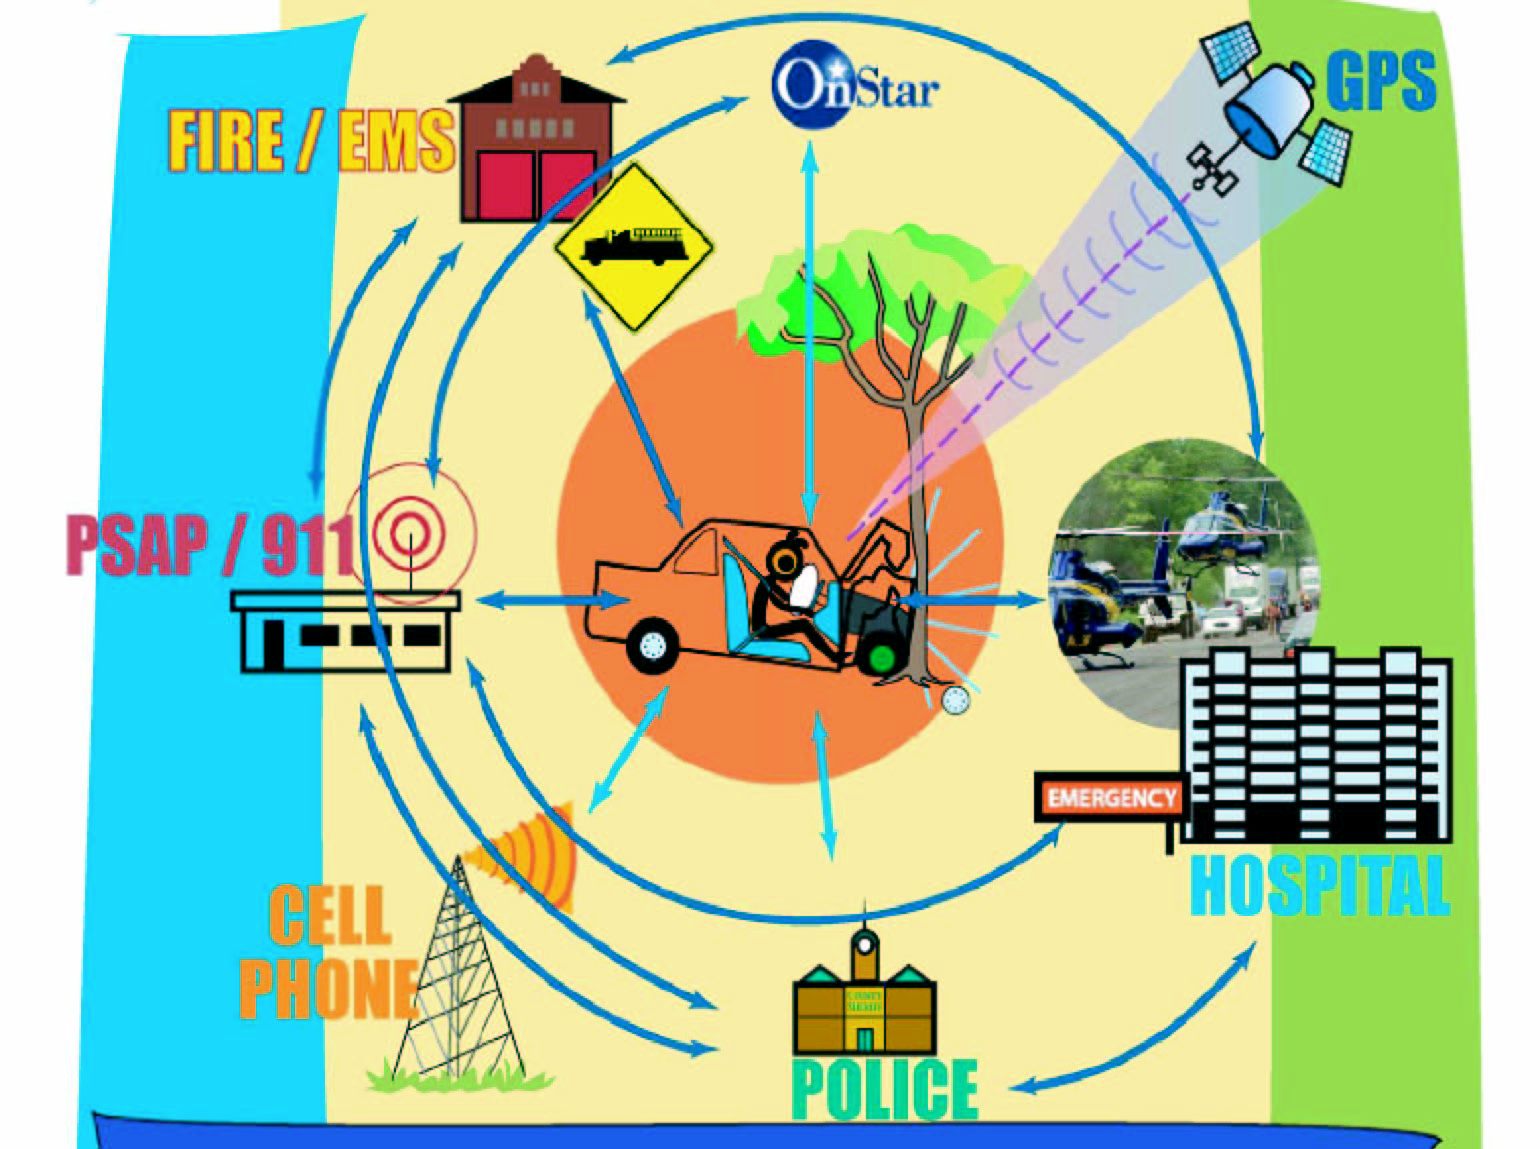 OnStar
GPS
FIRE / EMS
PSAP / 911
EMERGENCY
HOSPITAL
CELL
PHONE
POLICE